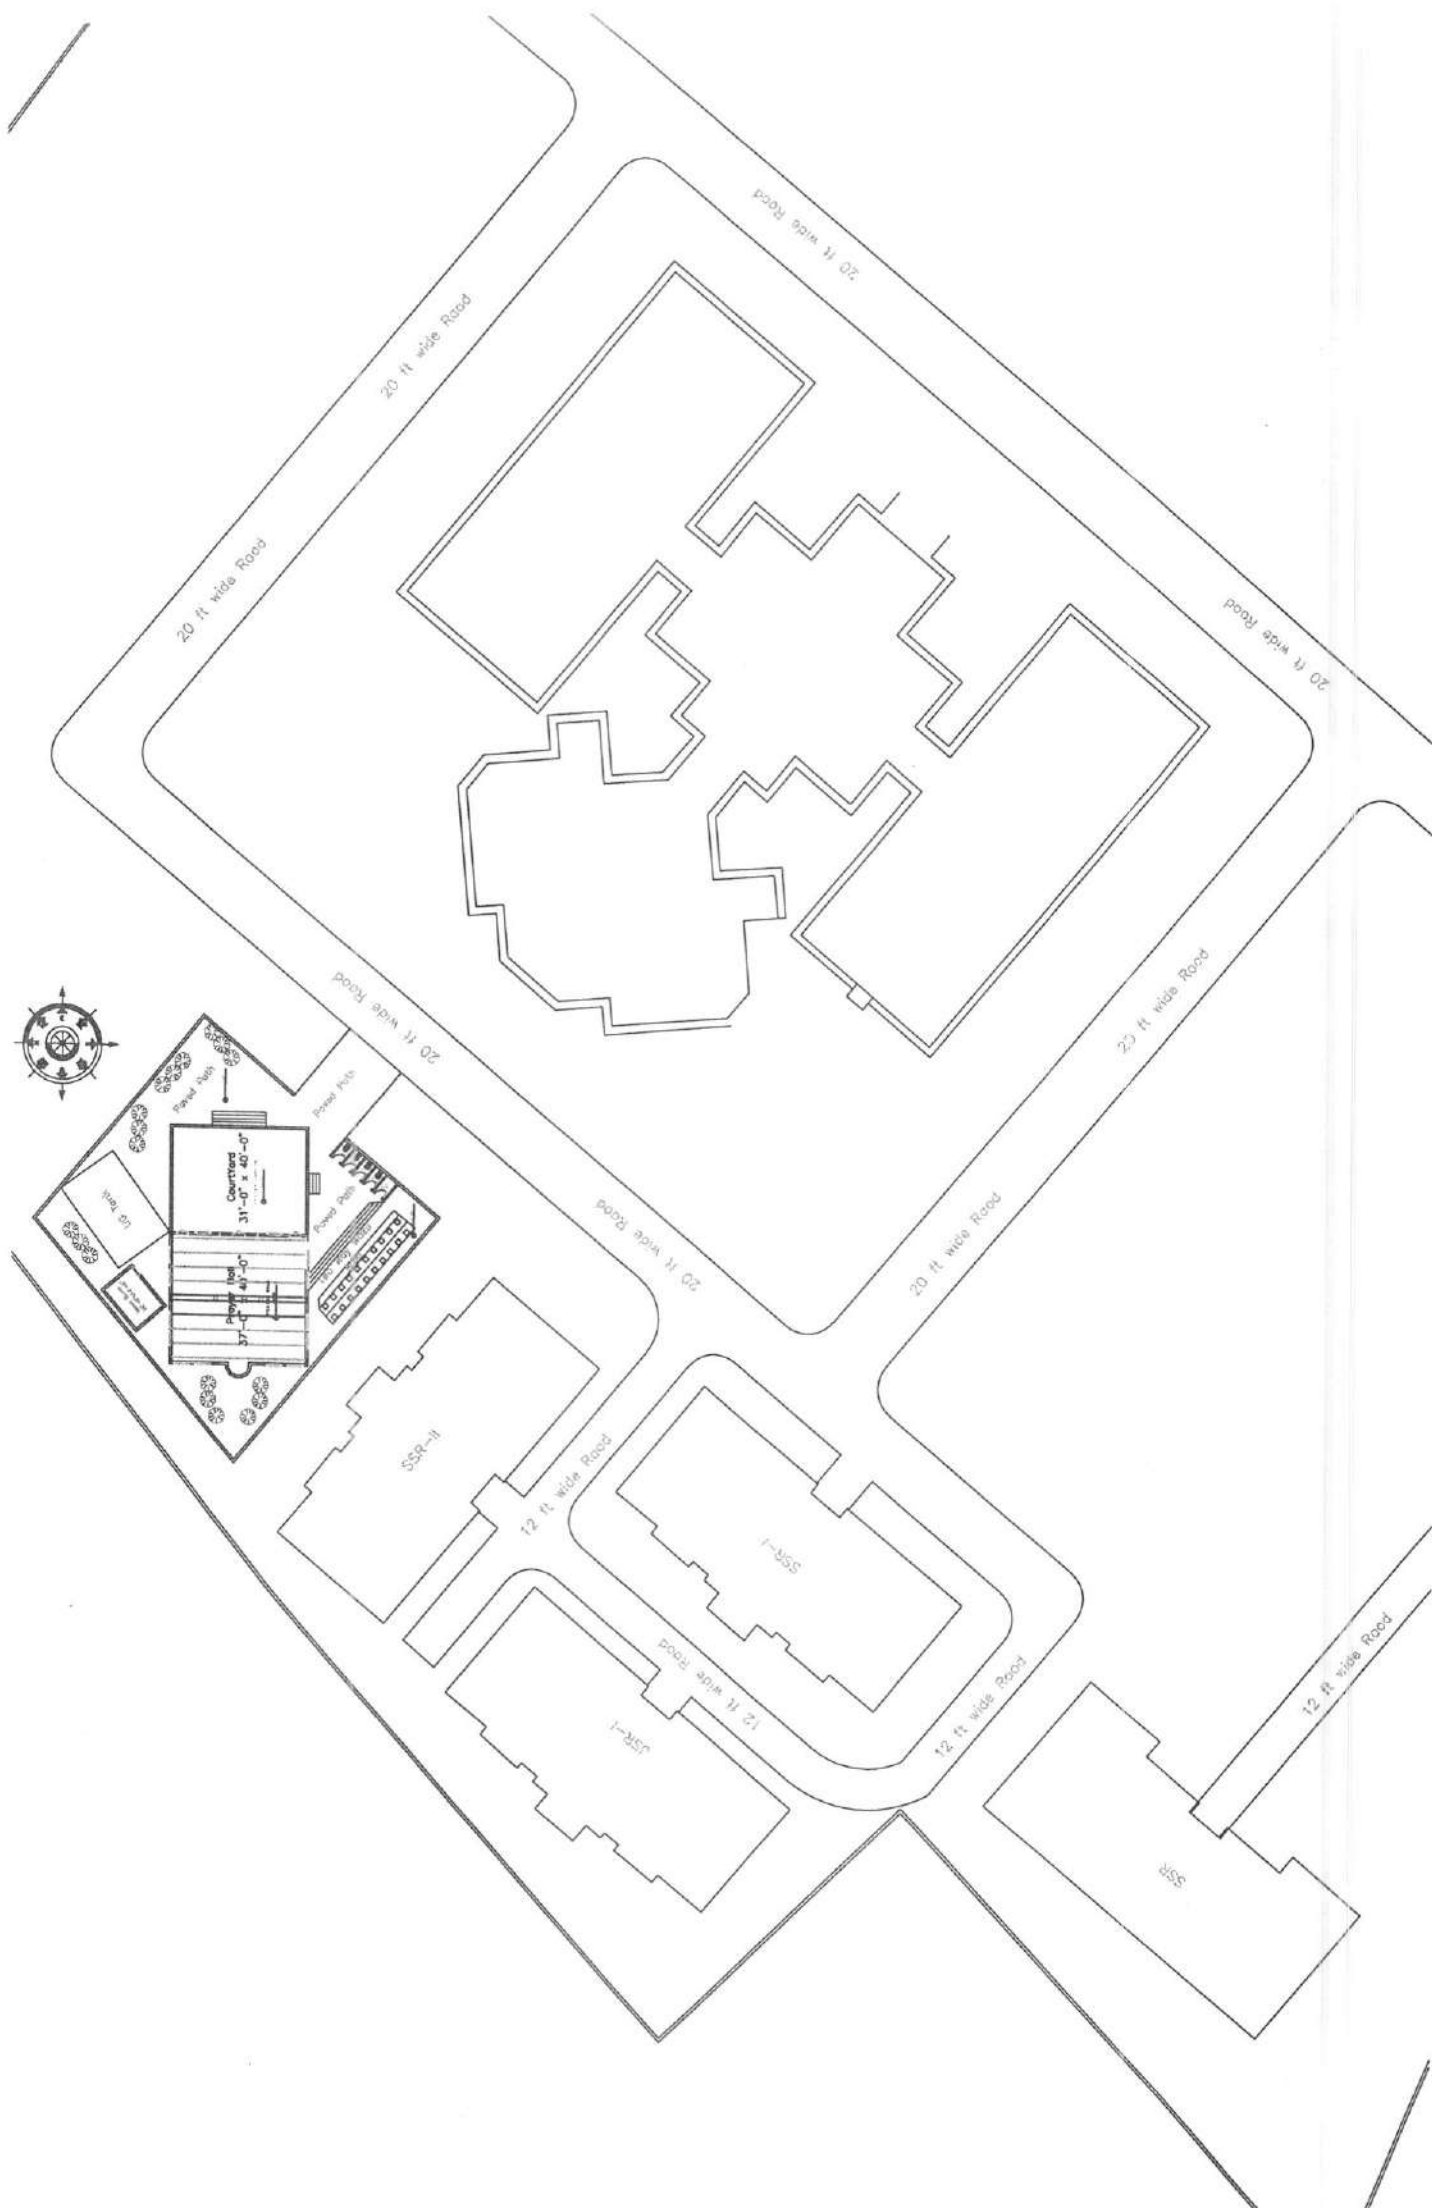 20 ft wide Road
20 ft wide Road
20 ft wide Road
20 ft wide Road
20 ft wide Road
20 ft wide Road
Paved Path
Paved Path
CourtYard
31'-0" x 40'-0"
U/G Tank
Paved Path
Prayer Hall
37'-0" x 40'-0"
20 ft wide Road
20 ft wide Road
SSR-II
12 ft wide Road
SSR-I
12 ft wide Road
JSR-I
12 ft wide Road
12 ft wide Road
SSR